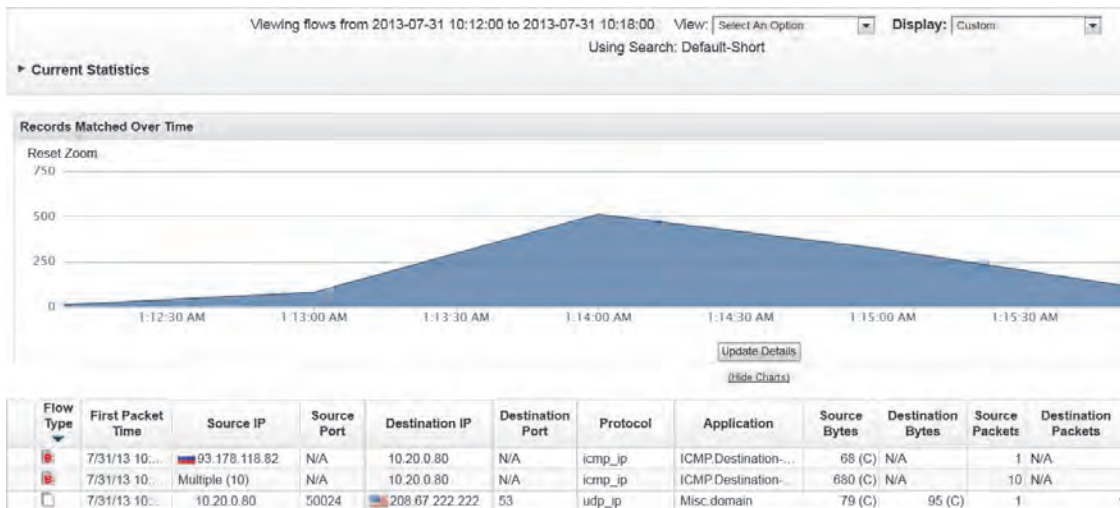 Viewing flows from 2013-07-31 10:12:00 to 2013-07-31 10:18:00 View: Select An Option Display: Custom
Using Search: Default-Short
Current Statistics
Records Matched Over Time
Reset Zoom
750
500
250
0
1:12:30 AM 1:13:00 AM 1:13:30 AM 1:14:00 AM 1:14:30 AM 1:15:00 AM 1:15:30 AM
Update Details
(Hide Charts)
Flow Type First Packet Time Source IP Source Port Destination IP Destination Port Protocol Application Source Bytes Destination Bytes Source Packets Destination Packets
7/31/13 10:... 93.178.118.82 N/A 10.20.0.80 N/A icmp_ip ICMP.Destination-... 68 (C) N/A 1 N/A
7/31/13 10:... Multiple (10) N/A 10.20.0.80 N/A icmp_ip ICMP.Destination-... 680 (C) N/A 10 N/A
7/31/13 10:... 10.20.0.80 50024 208.67.222.222 53 udp_ip Misc.domain 79 (C) 95 (C) 1